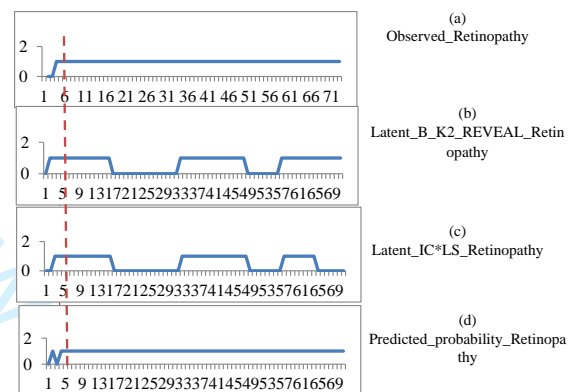 (a)
Observed_Retinopathy
2
0
1 6 11 16 21 26 31 36 41 46 51 56 61 66 71
(b)
Latent_B_K2_REVEAL_Retin
opathy
2
0
1 5 9 13172125293337414549535761656 9
(c)
Latent_IC*LS_Retinopathy
2
0
1 5 9 131721252933374145495357616569
(d)
Predicted_probability_Retinopa
thy
2
0
1 5 9 131721252933374145495357616569